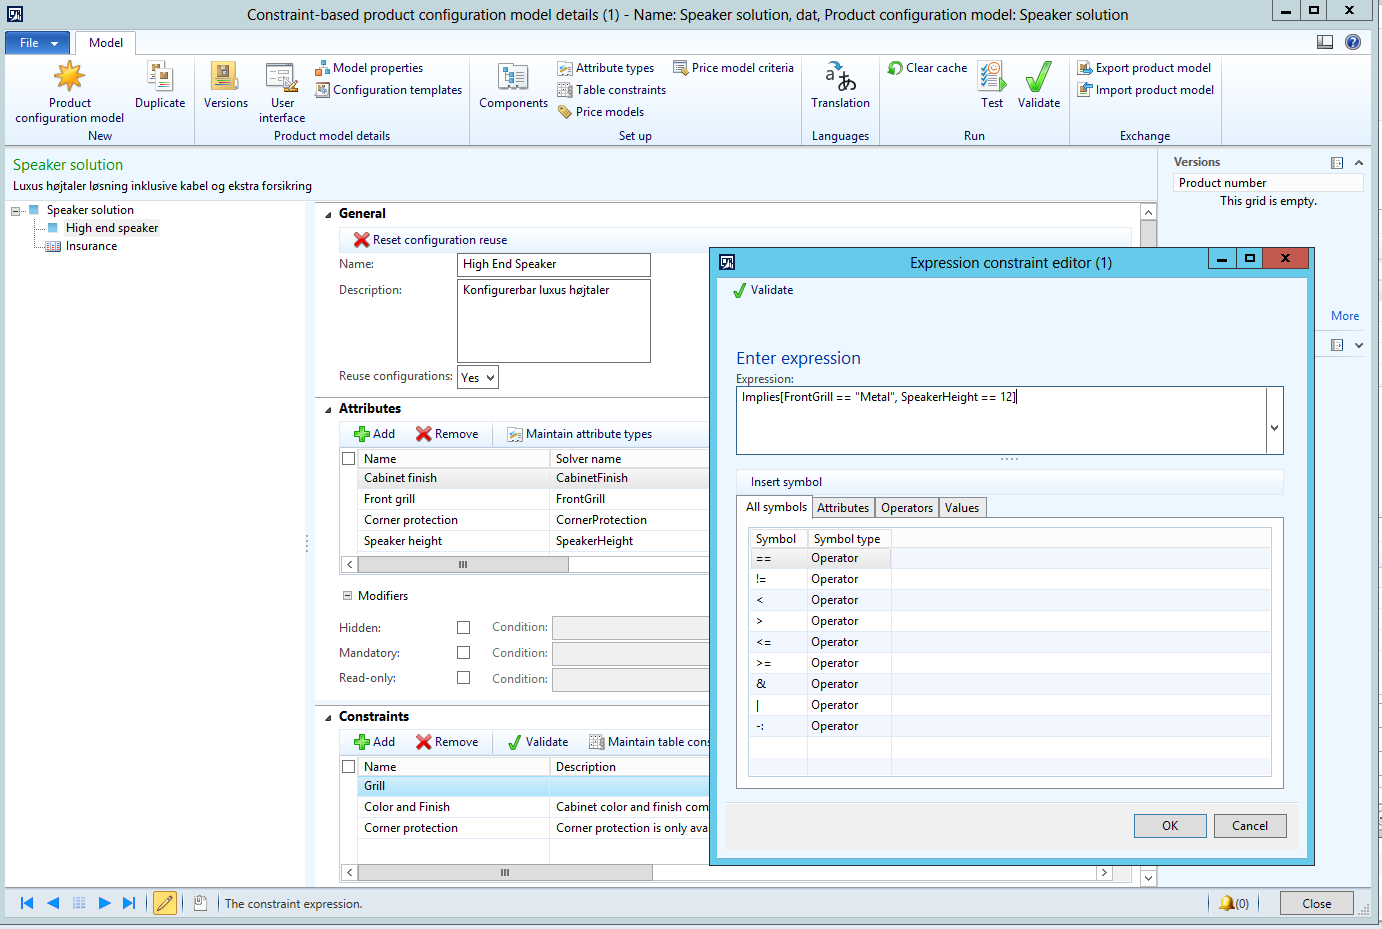 Constraint-based product configuration model details (1) - Name: Speaker solution, dat, Product configuration model: Speaker solution
File
Model
Product configuration model
Duplicate
New
Versions
User interface
Model properties
Configuration templates
Product model details
Components
Attribute types
Table constraints
Price models
Price model criteria
Set up
Translation
Languages
Clear cache
Test
Validate
Run
Export product model
Import product model
Exchange
Speaker solution
Luxus højtaler løsning inklusive kabel og ekstra forsikring
Speaker solution
High end speaker
Insurance
General
Reset configuration reuse
Name: High End Speaker
Description: Konfigurerbar luxus højtaler
Reuse configurations: Yes
Attributes
Add Remove Maintain attribute types
Name Solver name
Cabinet finish CabinetFinish
Front grill FrontGrill
Corner protection CornerProtection
Speaker height SpeakerHeight
Modifiers
Hidden: Condition:
Mandatory: Condition:
Read-only: Condition:
Constraints
Add Remove Validate Maintain table cons
Name Description
Grill
Color and Finish Cabinet color and finish com
Corner protection Corner protection is only ava
Versions
Product number
This grid is empty.
More
Expression constraint editor (1)
Validate
Enter expression
Expression:
Implies[FrontGrill == "Metal", SpeakerHeight == 12]
Insert symbol
All symbols Attributes Operators Values
Symbol Symbol type
== Operator
!= Operator
< Operator
> Operator
<= Operator
>= Operator
& Operator
| Operator
-: Operator
OK Cancel
The constraint expression.
(0)
Close